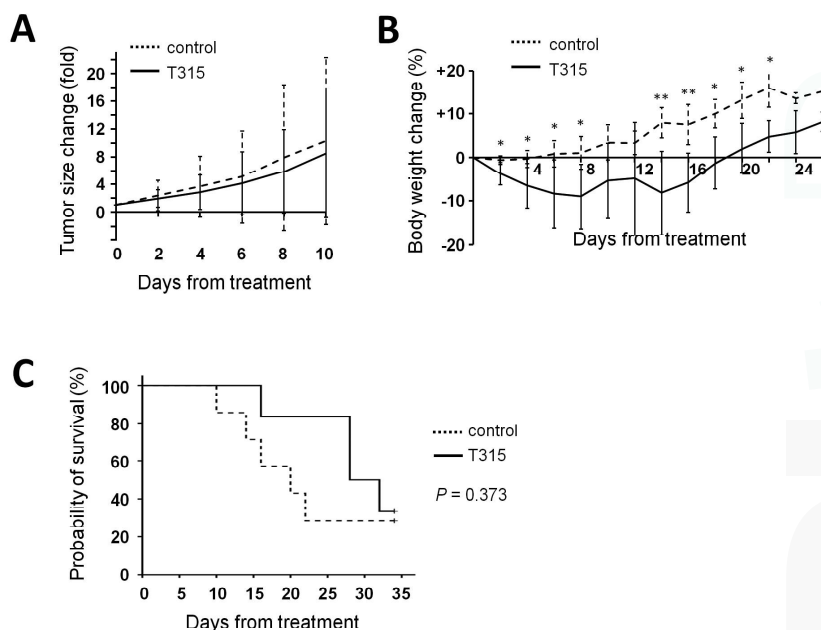 A
control
T315
Tumor size change (fold)
20
16
12
8
4
0
0 2 4 6 8 10
Days from treatment
B
control
T315
Body weight change (%)
+20
+10
0
-10
-20
* * * * ** ** * * *
4 8 12 14 18 20 24
Days from treatment
C
Probability of survival (%)
100
80
60
40
20
0
0 5 10 15 20 25 30 35
Days from treatment
control
T315
P = 0.373